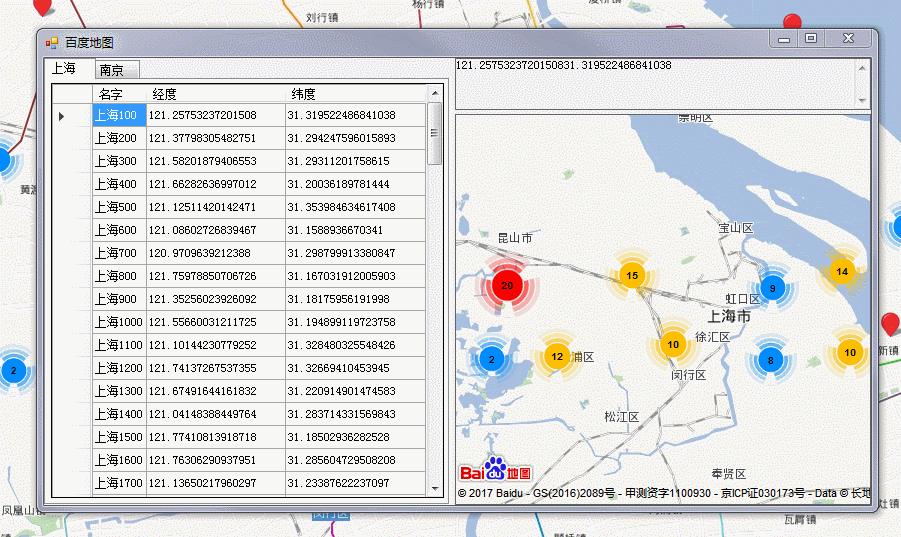 刘行镇
杨行镇
百度地图
上海 南京
名字 经度 纬度
上海100 121.25753237201508 31.319522486841038
上海200 121.37798305482751 31.294247596015893
上海300 121.58201879406553 31.29311201758615
上海400 121.66282636997012 31.20036189781444
上海500 121.12511420142471 31.353984634617408
上海600 121.08602726839467 31.1588936670341
上海700 120.9709639212388 31.298799913380847
上海800 121.75978850706726 31.167031912005903
上海900 121.35256023926092 31.18175956191998
上海1000 121.55660031211725 31.194899119723758
上海1100 121.10144230779252 31.328480325548426
上海1200 121.74137267537355 31.32669410453945
上海1300 121.67491644161832 31.220914901474583
上海1400 121.04148388449764 31.283714331569843
上海1500 121.77410813918718 31.18502936282528
上海1600 121.76306290937951 31.285604729508208
上海1700 121.13650217960297 31.23387622237097
121.2575323720150831.319522486841038
崇明区
昆山市
宝山区
20
15
9
14
虹口区
上海市
2
12
浦区
10
徐汇区
8
10
闵行区
松江区
奉贤区
Bai du 地图
© 2017 Baidu - GS(2016)2089号 - 甲测资字1100930 - 京ICP证030173号 - Data © 长地
2
新镇
凤凰山镇
闵行区
瓦屑镇
灶镇